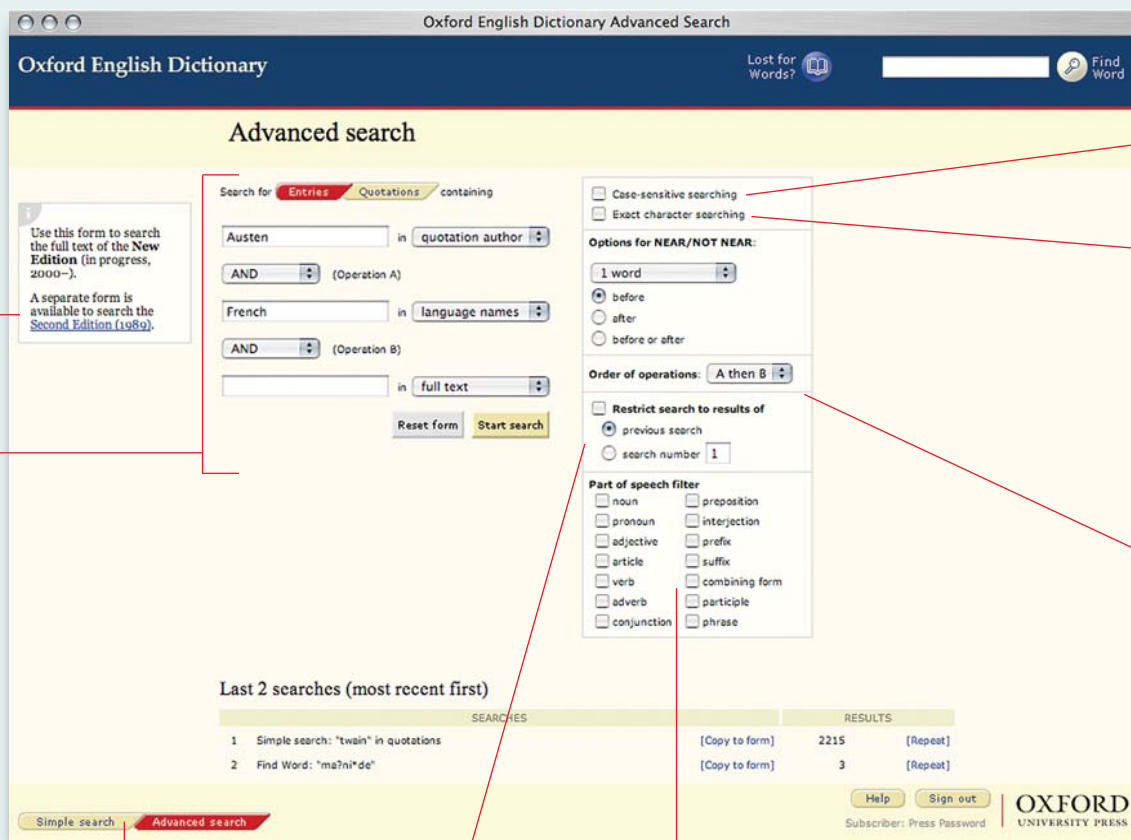 Oxford English Dictionary Advanced Search
Oxford English Dictionary
Lost for
Words?
Find
Word
Advanced search
i
Use this form to search
the full text of the New
Edition (in progress,
2000–).
A separate form is
available to search the
Second Edition (1989).
Search for Entries Quotations containing
Austen in quotation author
AND (Operation A)
French in language names
AND (Operation B)
in full text
Reset form Start search
Case-sensitive searching
Exact character searching
Options for NEAR/NOT NEAR:
1 word
before
after
before or after
Order of operations: A then B
Restrict search to results of
previous search
search number 1
Part of speech filter
noun preposition
pronoun interjection
adjective prefix
article suffix
verb combining form
adverb participle
conjunction phrase
Last 2 searches (most recent first)
SEARCHES RESULTS
1 Simple search: "twain" in quotations [Copy to form] 2215 [Repeat]
2 Find Word: "ma?ni*de" [Copy to form] 3 [Repeat]
Simple search Advanced search
Help Sign out
Subscriber: Press Password
OXFORD
UNIVERSITY PRESS